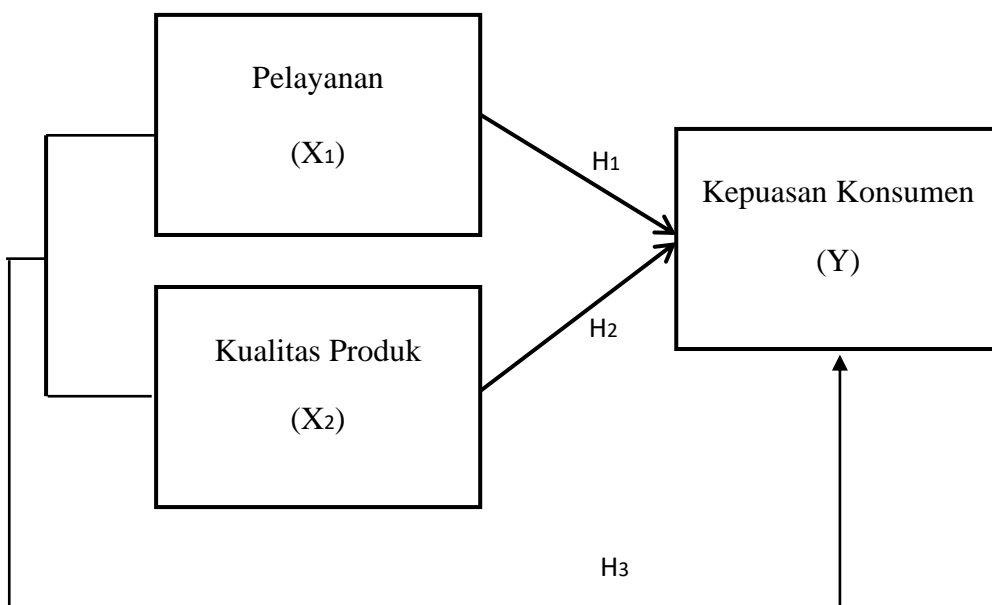 Pelayanan
(X1)
H1
Kepuasan Konsumen
(Y)
Kualitas Produk
(X2)
H2
H3